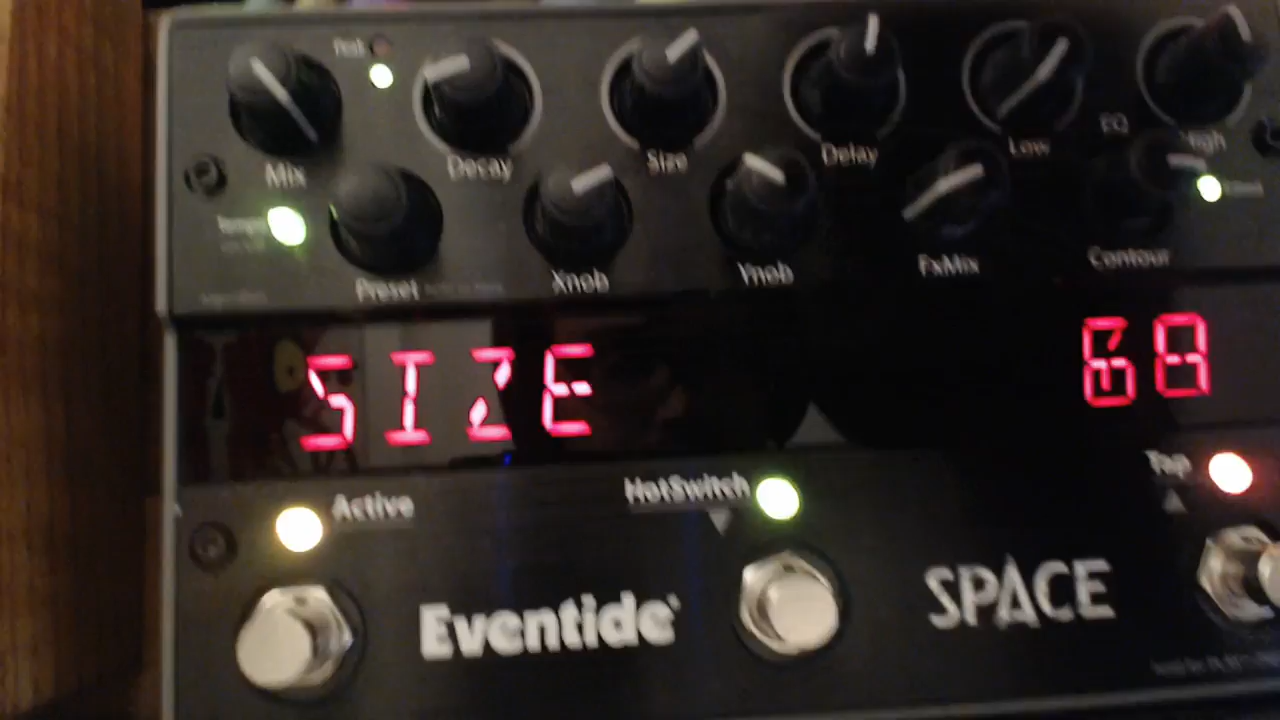 Mix
Decay
Size
Delay
Low
EQ
High
Preset
Xnob
Ynob
FxMix
Contour
SIZE
68
Active
HotSwitch
Tap
Eventide
SPACE